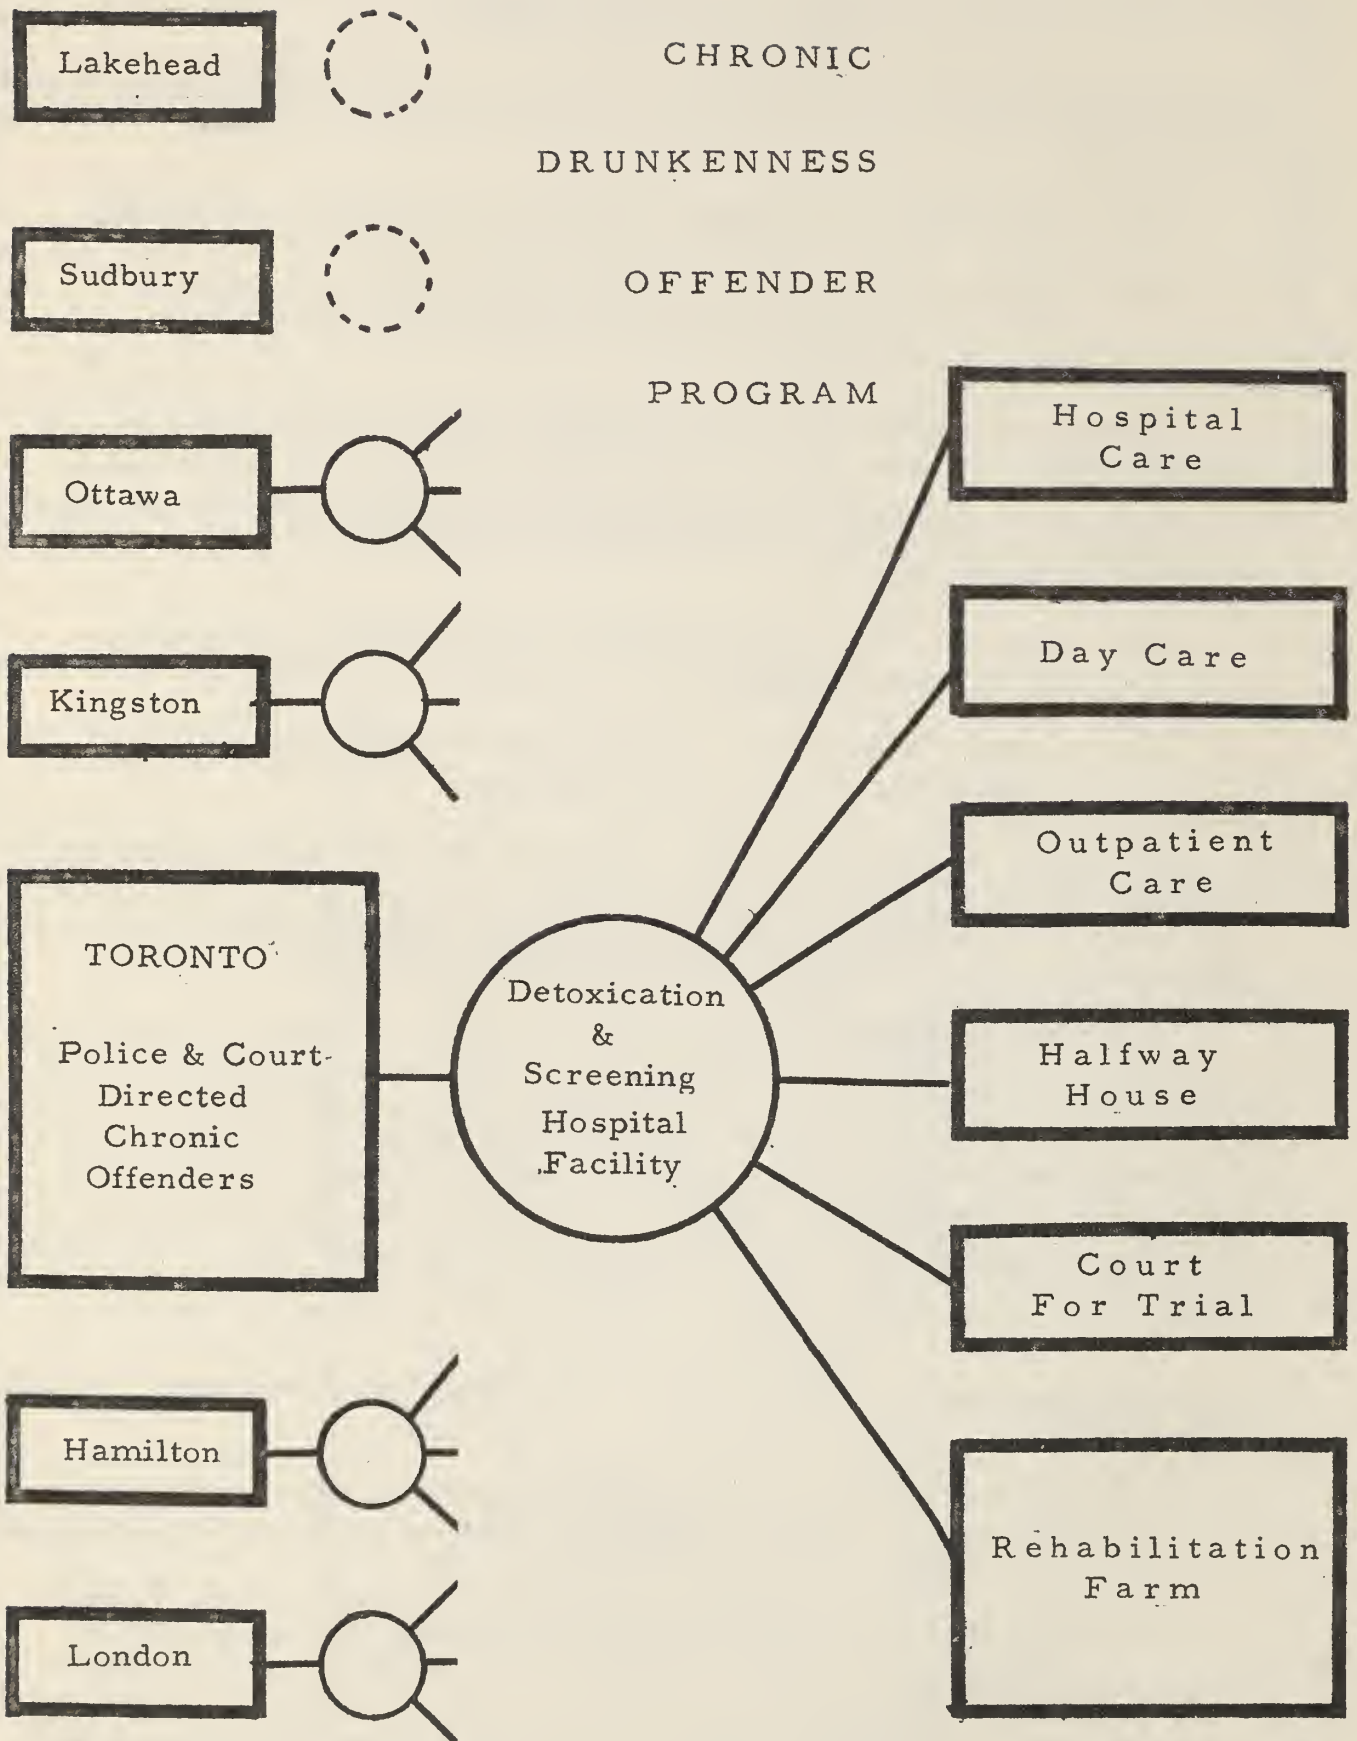 CHRONIC
DRUNKENNESS
OFFENDER
PROGRAM
Lakehead
Sudbury
Ottawa
Kingston
TORONTO
Police & Court-
Directed
Chronic
Offenders
Hamilton
London
Detoxication
&
Screening
Hospital
Facility
Hospital
Care
Day Care
Outpatient
Care
Halfway
House
Court
For Trial
Rehabilitation
Farm